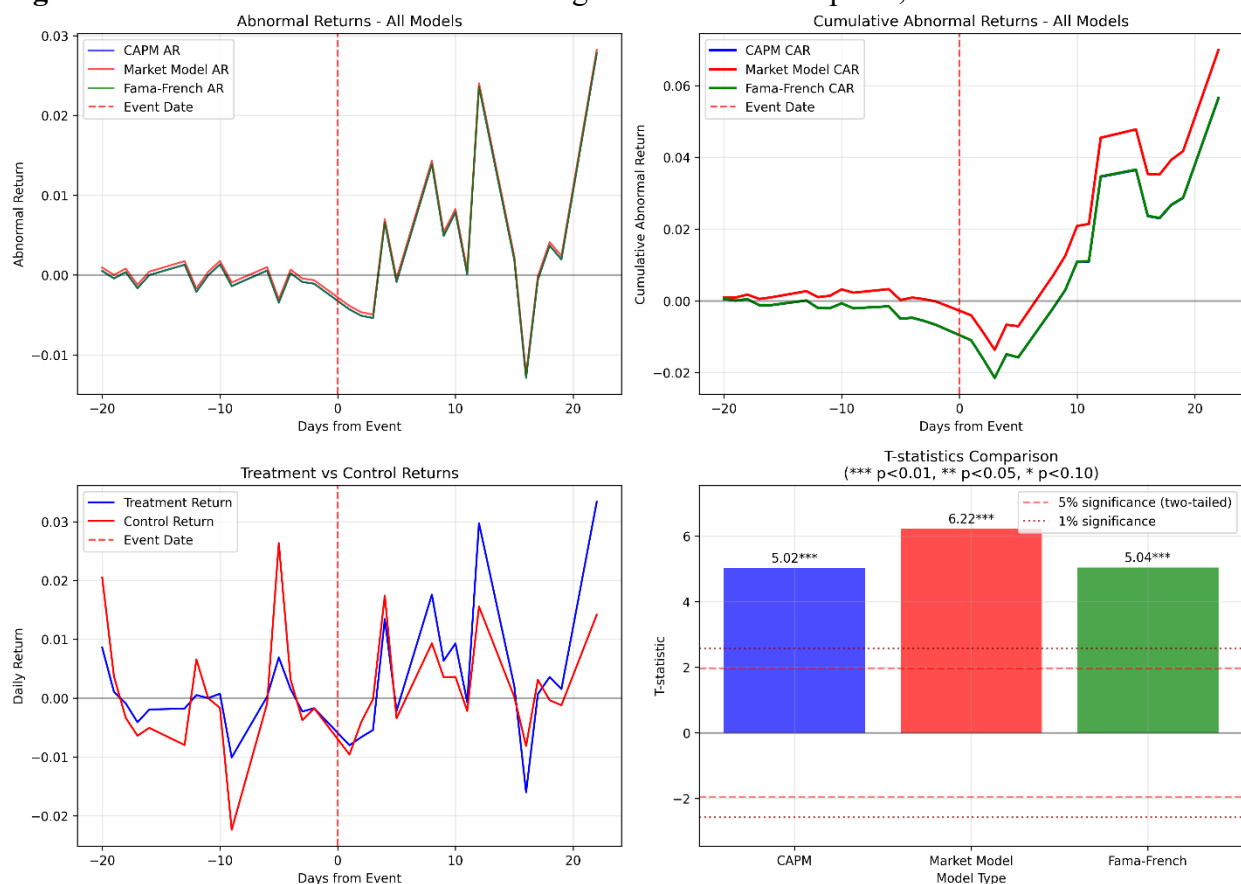 Abnormal Returns - All Models
0.03
0.02
0.01
0.00
−0.01
Abnormal Return
CAPM AR
Market Model AR
Fama-French AR
Event Date
−20
−10
0
10
20
Days from Event
Cumulative Abnormal Returns - All Models
0.06
0.04
0.02
0.00
−0.02
Cumulative Abnormal Return
CAPM CAR
Market Model CAR
Fama-French CAR
Event Date
−20
−10
0
10
20
Days from Event
Treatment vs Control Returns
0.03
0.02
0.01
0.00
−0.01
−0.02
Daily Return
Treatment Return
Control Return
Event Date
−20
−10
0
10
20
Days from Event
T-statistics Comparison
(*** p<0.01, ** p<0.05, * p<0.10)
6
4
2
0
−2
T-statistic
5% significance (two-tailed)
1% significance
5.02***
6.22***
5.04***
CAPM
Market Model
Fama-French
Model Type